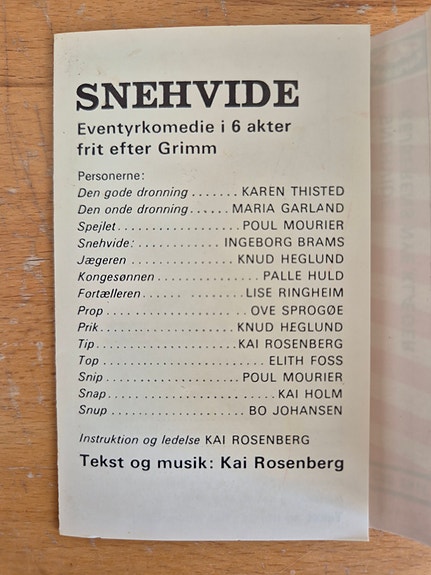 SNEHVIDE
Eventyrkomedie i 6 akter
frit efter Grimm
Personerne:
Den gode dronning ....... KAREN THISTED
Den onde dronning ...... MARIA GARLAND
Spejlet ..................... POUL MOURIER
Snehvide: ............ INGEBORG BRAMS
Jægeren ................ KNUD HEGLUND
Kongesønnen ................ PALLE HULD
Fortælleren ...... ........ LISE RINGHEIM
Prop ...................... OVE SPROGØE
Prik ..................... KNUD HEGLUND
Tip ..................... KAI ROSENBERG
Top ........................ ELITH FOSS
Snip .................... POUL MOURIER
Snap ........................ KAI HOLM
Snup ..................... BO JOHANSEN
Instruktion og ledelse KAI ROSENBERG
Tekst og musik: Kai Rosenberg